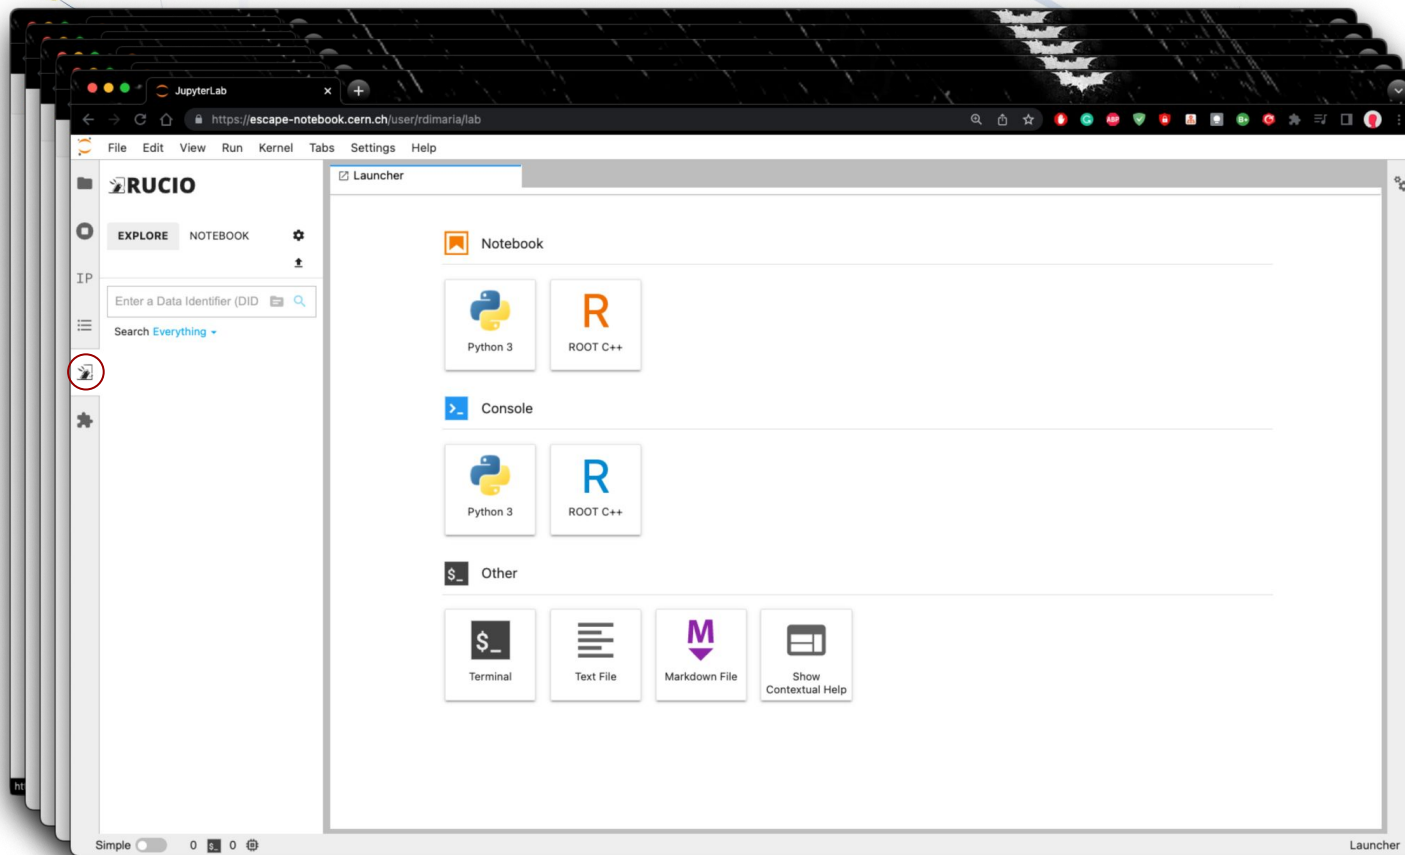 JupyterLab
https://escape-notebook.cern.ch/user/rdimaria/lab
ABP
File Edit View Run Kernel Tabs Settings Help
RUCIO
Launcher
EXPLORE NOTEBOOK
Notebook
IP
Enter a Data Identifier (DID
Search Everything
Python 3
R
ROOT C++
>_ Console
Python 3
R
ROOT C++
$_ Other
$_
Terminal
Text File
M
Markdown File
Show
Contextual Help
ht
Simple 0 $_ 0
Launcher